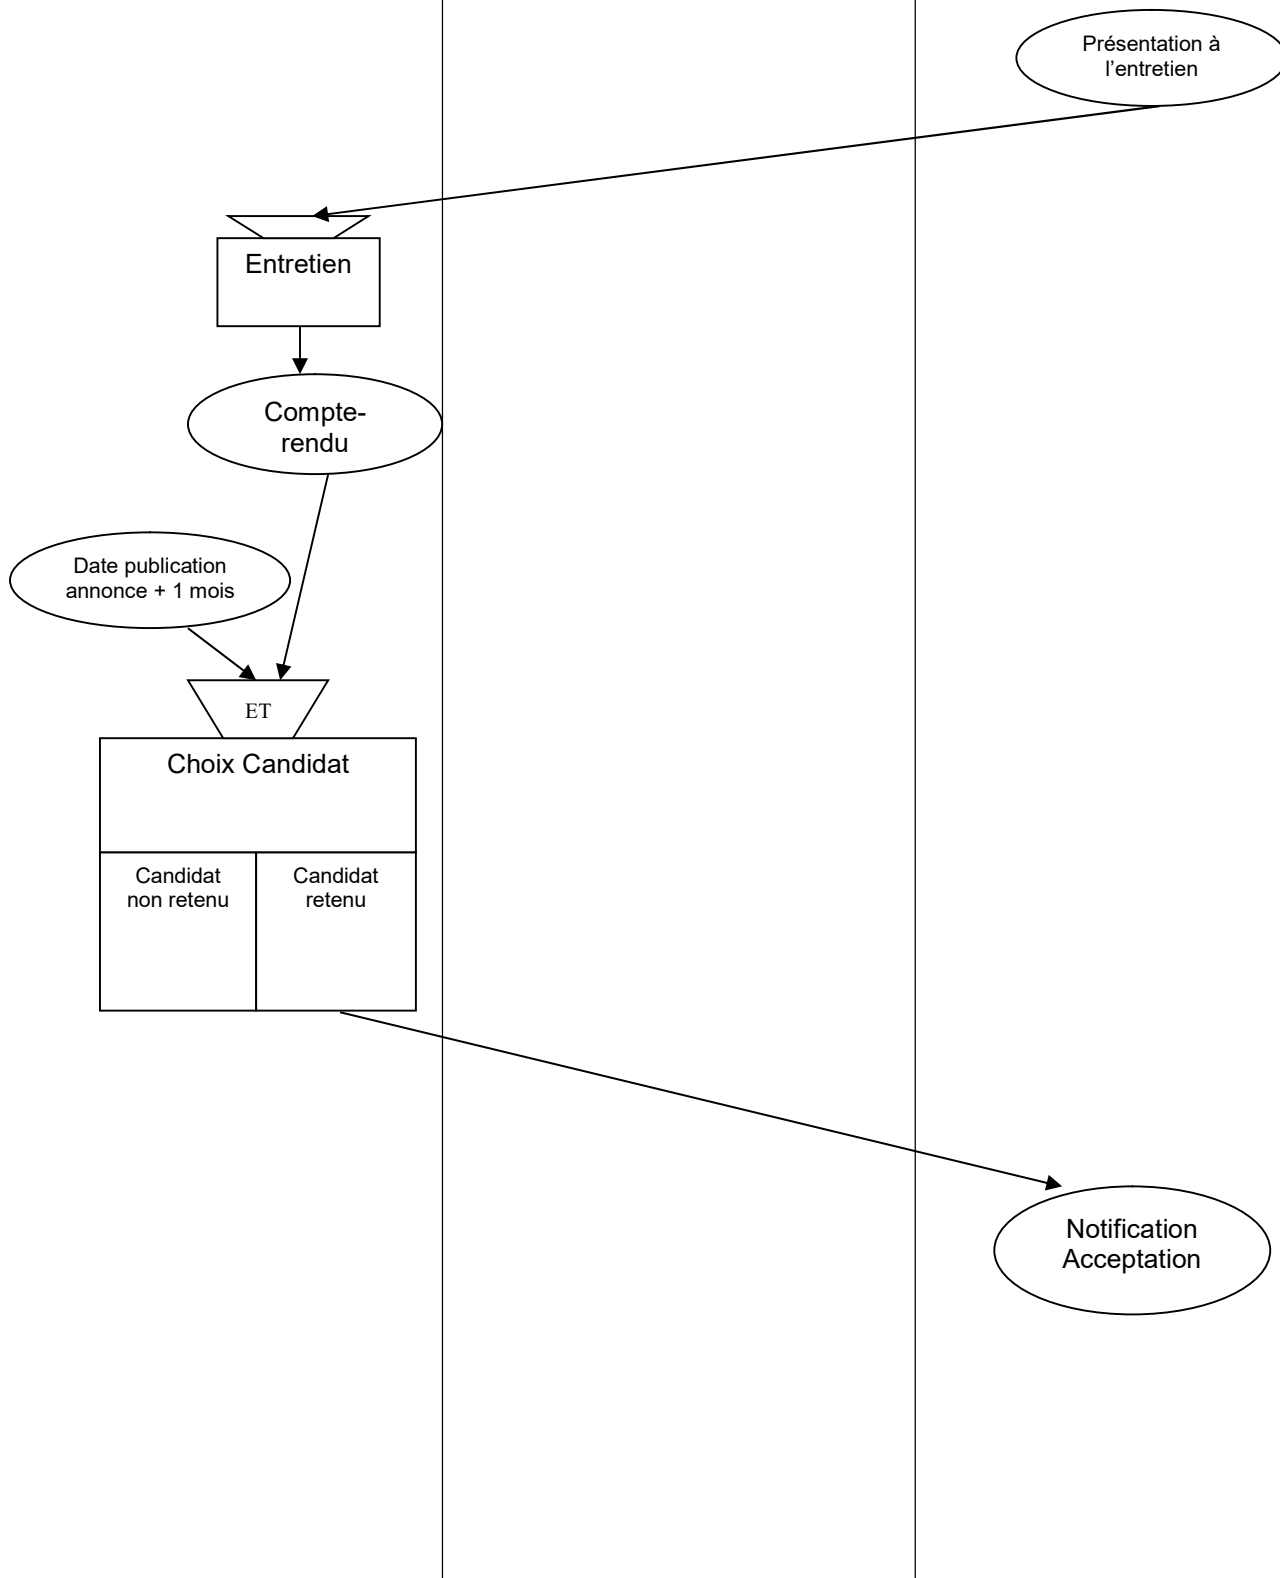 Présentation à
l’entretien
Entretien
Compte-
rendu
Date publication
annonce + 1 mois
ET
Choix Candidat
Candidat
non retenu
Candidat
retenu
Notification
Acceptation